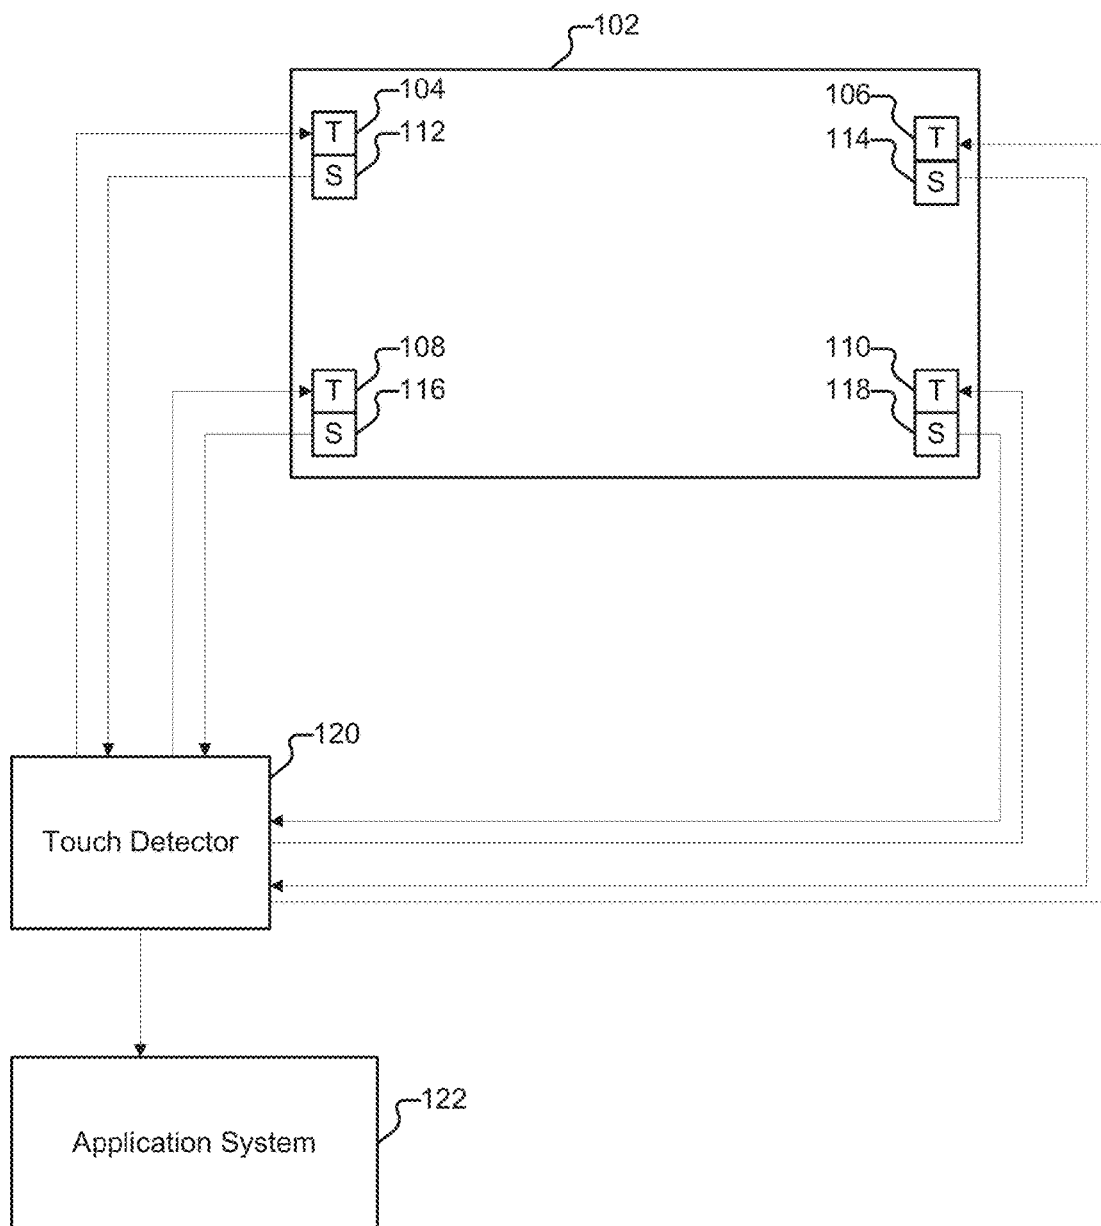 102
104
T
112
S
106
T
114
S
108
T
116
S
110
T
118
S
120
Touch Detector
122
Application System